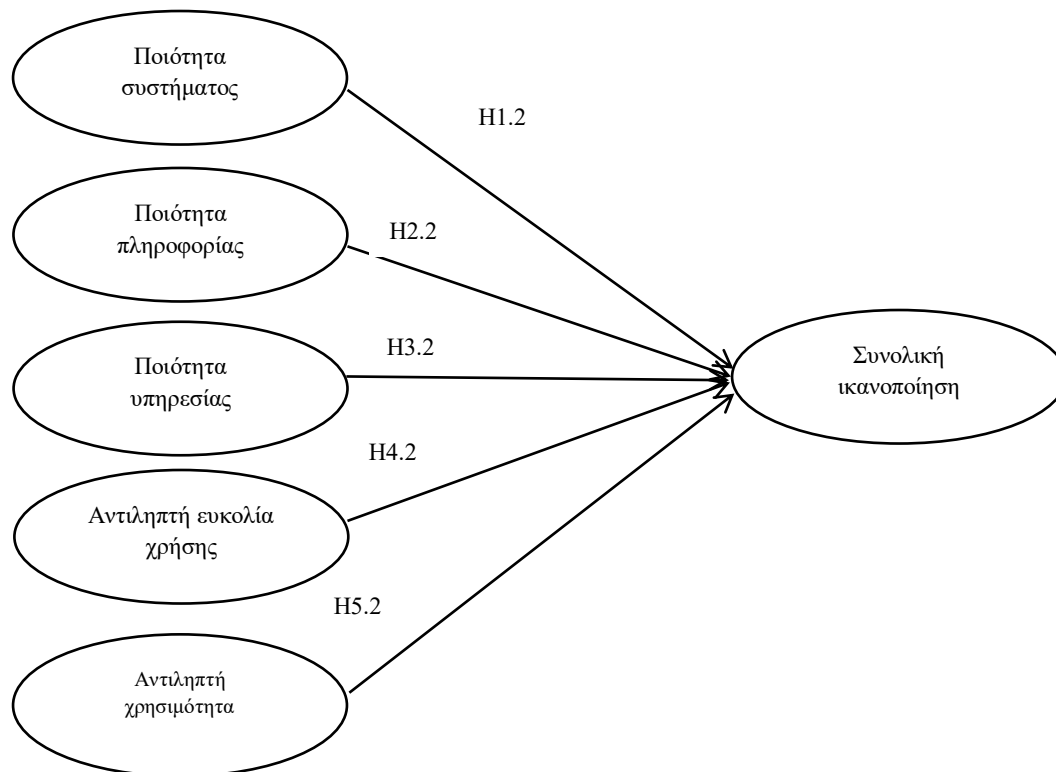 Ποιότητα
συστήματος
H1.2
Ποιότητα
πληροφορίας
H2.2
Ποιότητα
υπηρεσίας
H3.2
Συνολική
ικανοποίηση
Αντιληπτή ευκολία
χρήσης
H4.2
Αντιληπτή
χρησιμότητα
H5.2